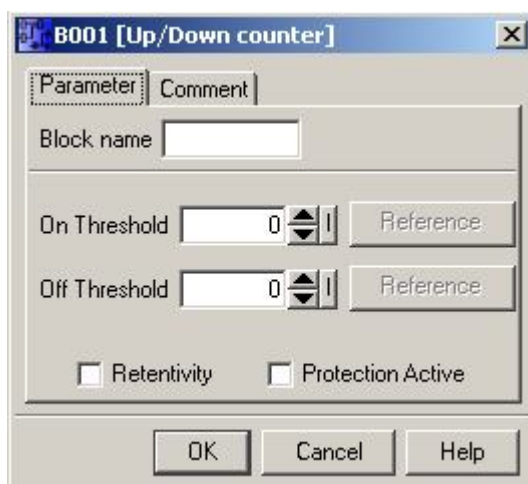 B001 [Up/Down counter]
Parameter Comment
Block name
On Threshold 0 Reference
Off Threshold 0 Reference
Retentivity Protection Active
OK Cancel Help